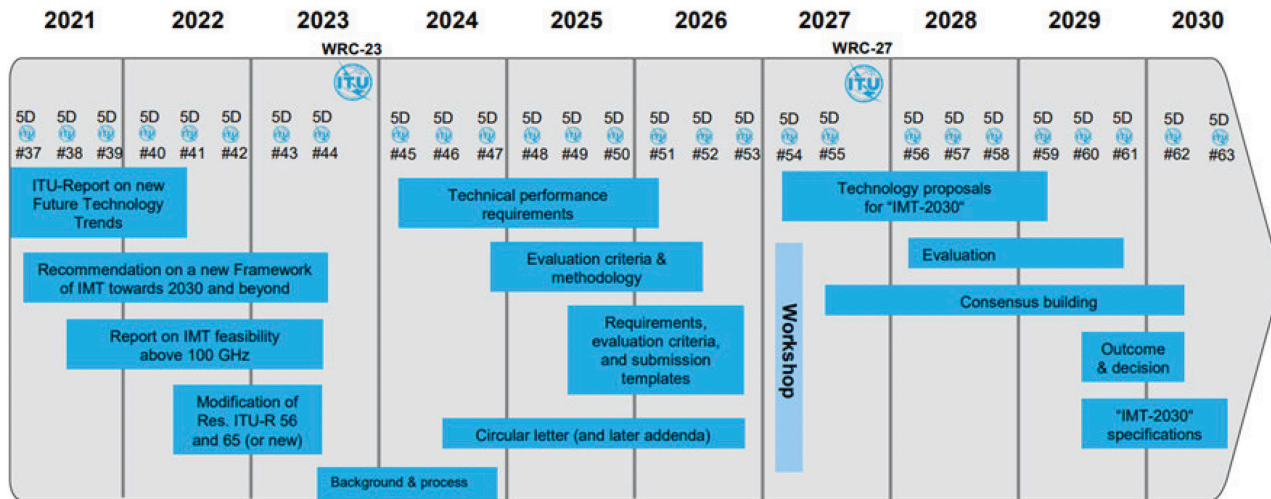 2021 2022 2023 2024 2025 2026 2027 2028 2029 2030
WRC-23 WRC-27
ITU ITU
5D 5D 5D 5D 5D 5D 5D 5D 5D 5D 5D 5D 5D 5D 5D 5D 5D 5D 5D 5D 5D 5D 5D 5D 5D 5D 5D
#37 #38 #39 #40 #41 #42 #43 #44 #45 #46 #47 #48 #49 #50 #51 #52 #53 #54 #55 #56 #57 #58 #59 #60 #61 #62 #63
ITU-Report on new
Future Technology
Trends
Recommendation on a new Framework
of IMT towards 2030 and beyond
Report on IMT feasibility
above 100 GHz
Modification of
Res. ITU-R 56
and 65 (or new)
Background & process
Technical performance
requirements
Evaluation criteria &
methodology
Requirements,
evaluation criteria,
and submission
templates
Circular letter (and later addenda)
Workshop
Technology proposals
for "IMT-2030"
Evaluation
Consensus building
Outcome
& decision
"IMT-2030"
specifications